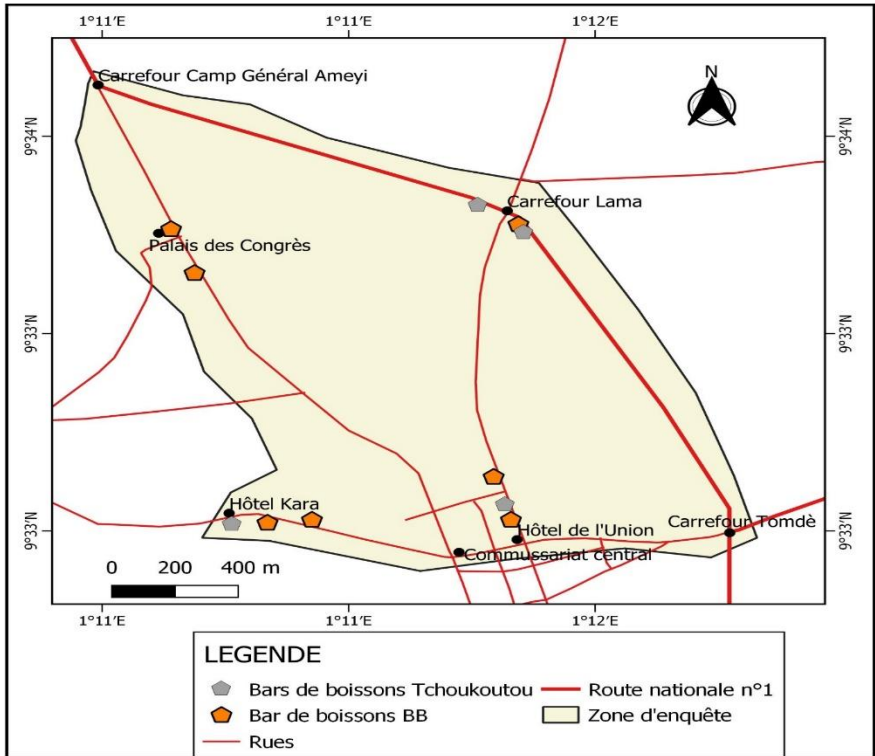 1°11′E 1°11′E 1°12′E
Carrefour Camp Général Ameyi
N
9°34′N 9°34′N
Carrefour Lama
Palais des Congrès
9°33′N 9°33′N
Hôtel Kara
Hôtel de l'Union
Carrefour Tomdè
9°33′N 9°33′N
Commussariat central
0 200 400 m
1°11′E 1°11′E 1°12′E
LEGENDE
Bars de boissons Tchoukoutou
Route nationale n°1
Bar de boissons BB
Zone d'enquête
Rues